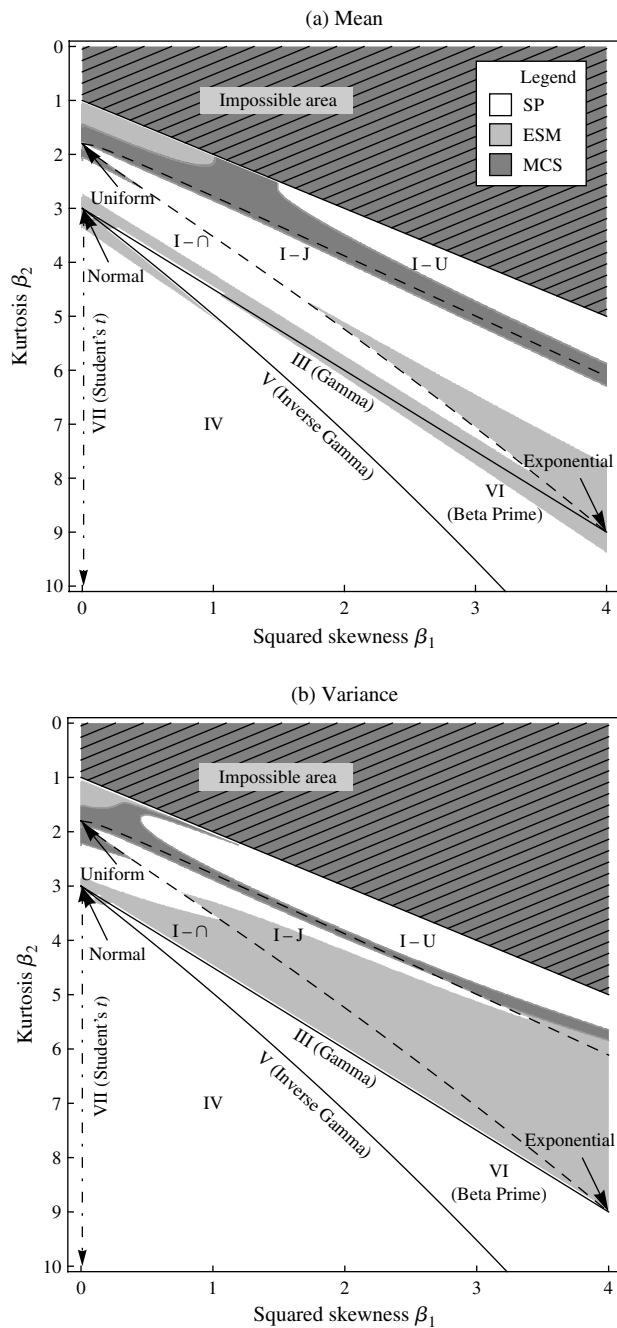 (a) Mean
0
1
2
3
4
5
6
7
8
9
10
Kurtosis β2
Impossible area
Legend
SP
ESM
MCS
Uniform
I – ∩
I – J
I – U
Normal
VII (Student's t)
III (Gamma)
V (Inverse Gamma)
IV
Exponential
VI
(Beta Prime)
0
1
2
3
4
Squared skewness β1
(b) Variance
0
1
2
3
4
5
6
7
8
9
10
Kurtosis β2
Impossible area
Uniform
I – ∩
I – J
I – U
Normal
VII (Student's t)
III (Gamma)
V (Inverse Gamma)
IV
Exponential
VI
(Beta Prime)
0
1
2
3
4
Squared skewness β1